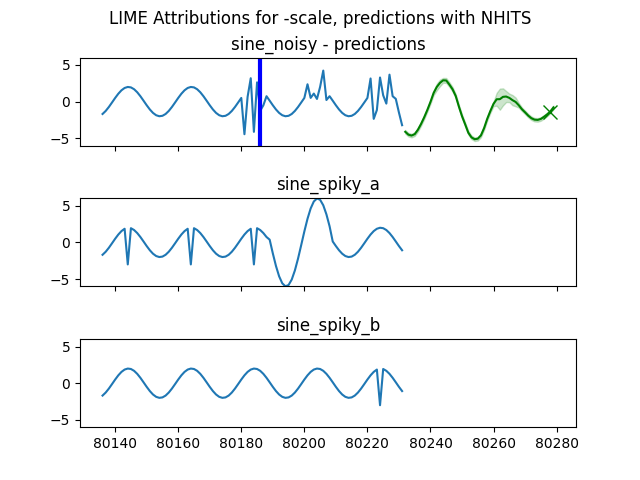 LIME Attributions for -scale, predictions with NHITS
sine_noisy - predictions
5
0
−5
sine_spiky_a
5
0
−5
sine_spiky_b
5
0
−5
80140 80160 80180 80200 80220 80240 80260 80280